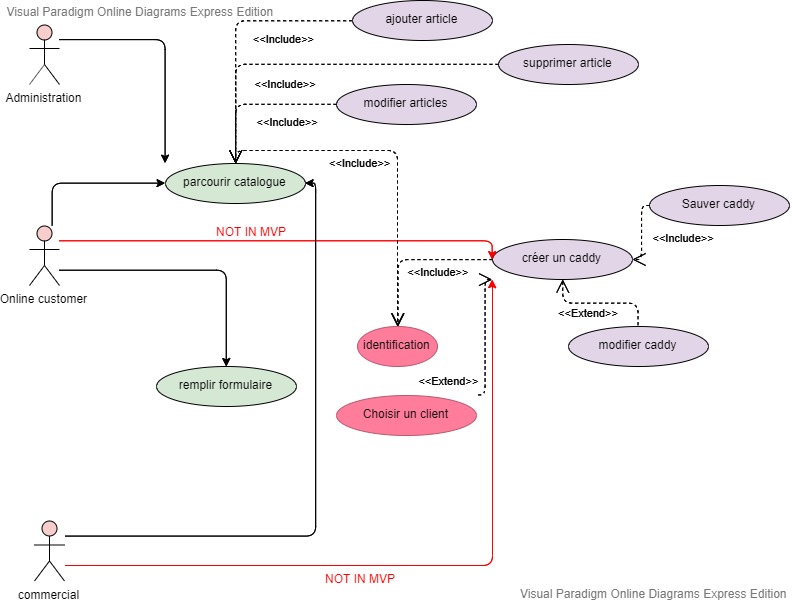 Visual Paradigm Online Diagrams Express Edition
ajouter article
<<Include>>
supprimer article
<<Include>>
Administration
modifier articles
<<Include>>
<<Include>>
parcourir catalogue
Sauver caddy
NOT IN MVP
<<Include>>
créer un caddy
<<Include>>
Online customer
<<Extend>>
identification
modifier caddy
<<Extend>>
remplir formulaire
Choisir un client
NOT IN MVP
commercial
Visual Paradigm Online Diagrams Express Edition